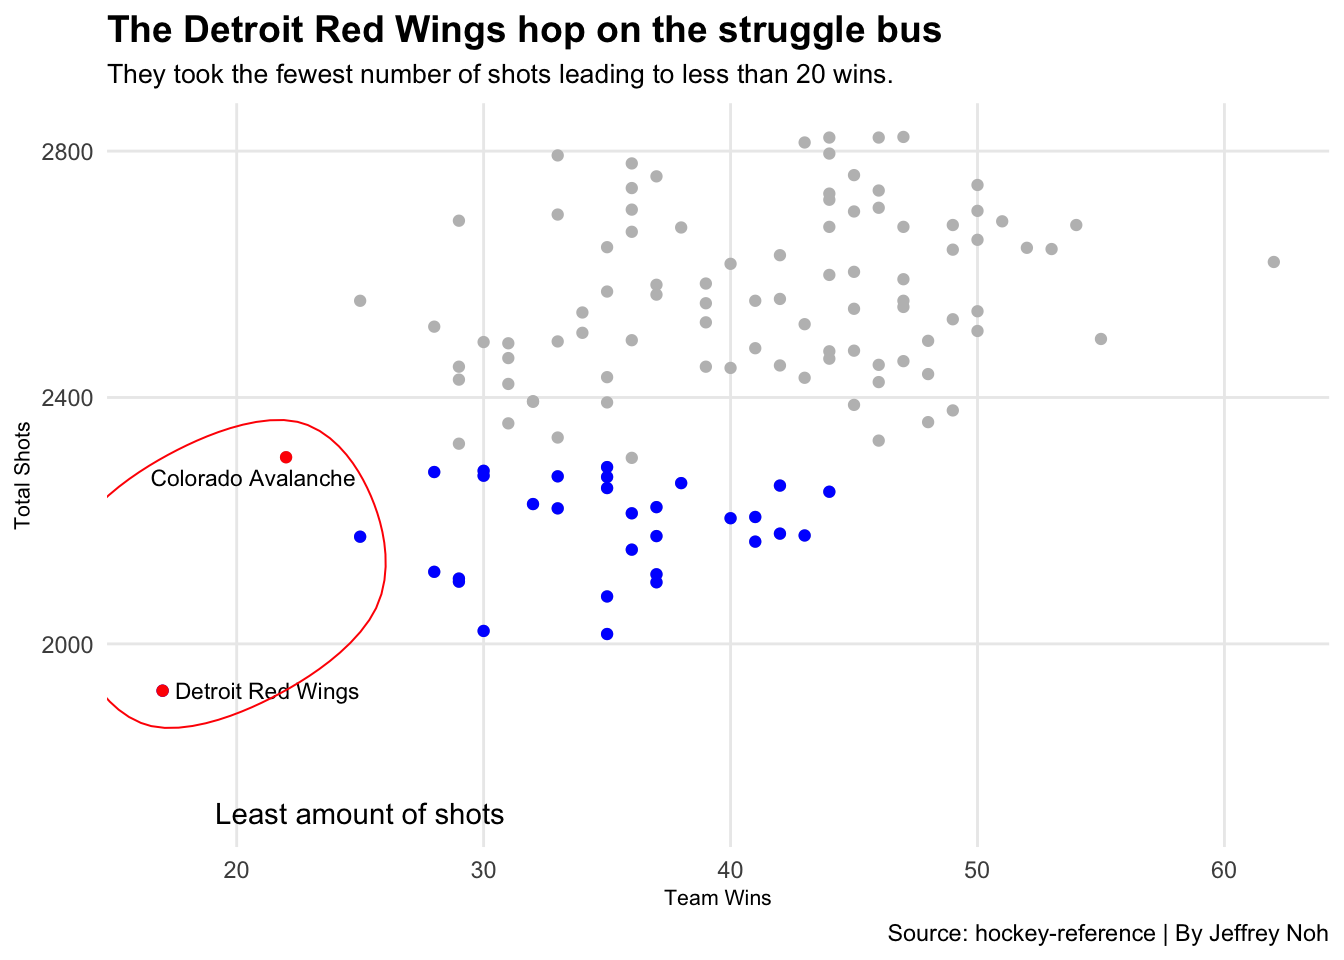 The Detroit Red Wings hop on the struggle bus
They took the fewest number of shots leading to less than 20 wins.
2800
2400
2000
Total Shots
Colorado Avalanche
Detroit Red Wings
Least amount of shots
20 30 40 50 60
Team Wins
Source: hockey-reference | By Jeffrey Noh